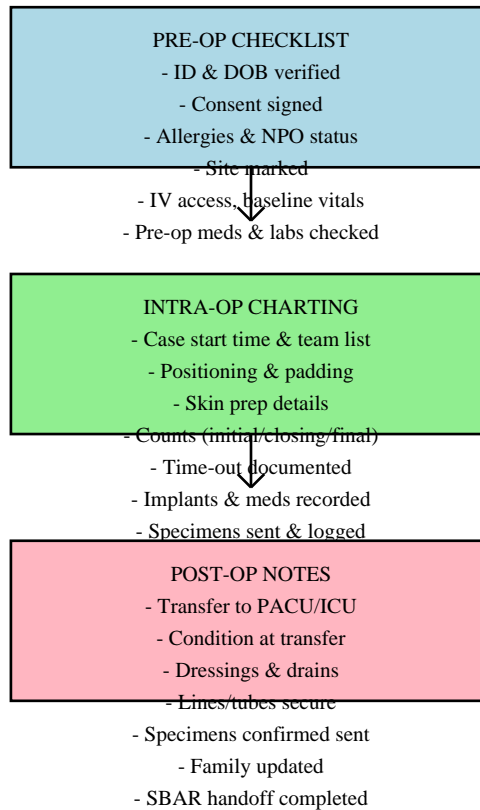 PRE-OP CHECKLIST
- ID & DOB verified
- Consent signed
- Allergies & NPO status
- Site marked
- IV access, baseline vitals
- Pre-op meds & labs checked
INTRA-OP CHARTING
- Case start time & team list
- Positioning & padding
- Skin prep details
- Counts (initial/closing/final)
- Time-out documented
- Implants & meds recorded
- Specimens sent & logged
POST-OP NOTES
- Transfer to PACU/ICU
- Condition at transfer
- Dressings & drains
- Lines/tubes secure
- Specimens confirmed sent
- Family updated
- SBAR handoff completed